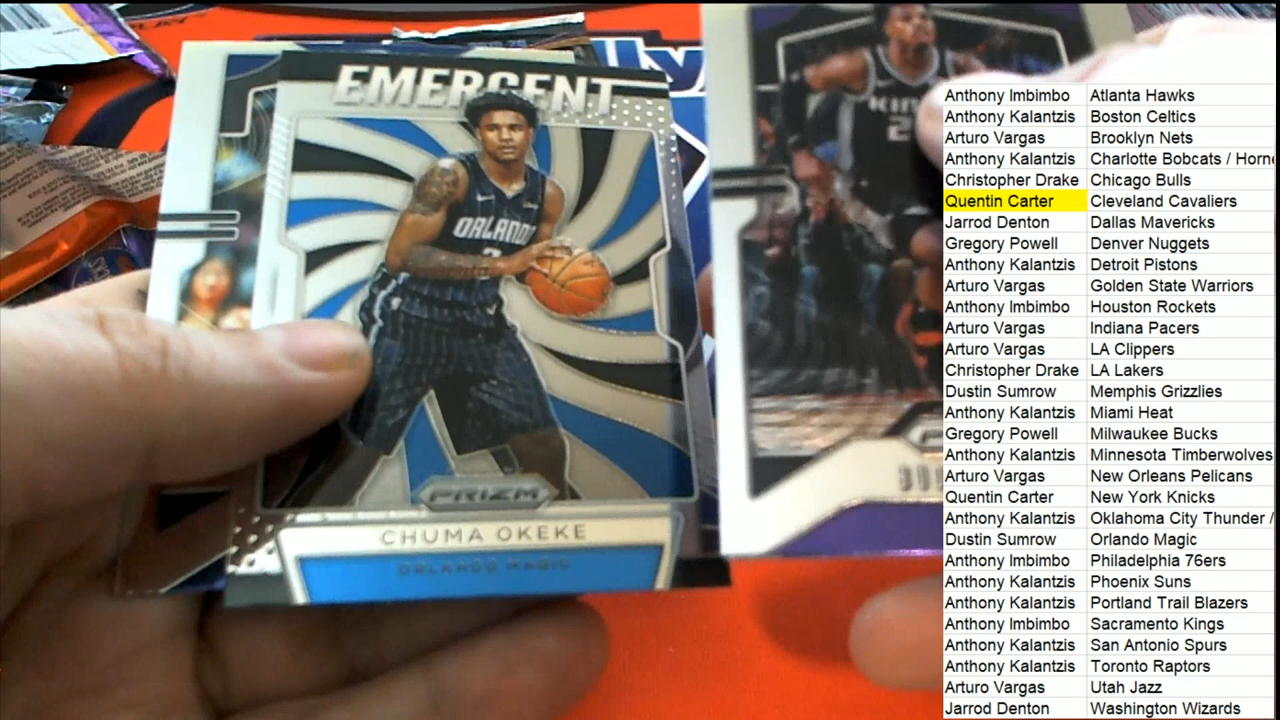 EMERGENT
lly
KINGS
ORLANDO
PRIZM
CHUMA OKEKE
ORLANDO MAGIC
Anthony Imbimbo Atlanta Hawks
Anthony Kalantzis Boston Celtics
Arturo Vargas Brooklyn Nets
Anthony Kalantzis Charlotte Bobcats / Horne
Christopher Drake Chicago Bulls
Quentin Carter Cleveland Cavaliers
Jarrod Denton Dallas Mavericks
Gregory Powell Denver Nuggets
Anthony Kalantzis Detroit Pistons
Arturo Vargas Golden State Warriors
Anthony Imbimbo Houston Rockets
Arturo Vargas Indiana Pacers
Arturo Vargas LA Clippers
Christopher Drake LA Lakers
Dustin Sumrow Memphis Grizzlies
Anthony Kalantzis Miami Heat
Gregory Powell Milwaukee Bucks
Anthony Kalantzis Minnesota Timberwolves
Arturo Vargas New Orleans Pelicans
Quentin Carter New York Knicks
Anthony Kalantzis Oklahoma City Thunder /
Dustin Sumrow Orlando Magic
Anthony Imbimbo Philadelphia 76ers
Anthony Kalantzis Phoenix Suns
Anthony Kalantzis Portland Trail Blazers
Anthony Imbimbo Sacramento Kings
Anthony Kalantzis San Antonio Spurs
Anthony Kalantzis Toronto Raptors
Arturo Vargas Utah Jazz
Jarrod Denton Washington Wizards